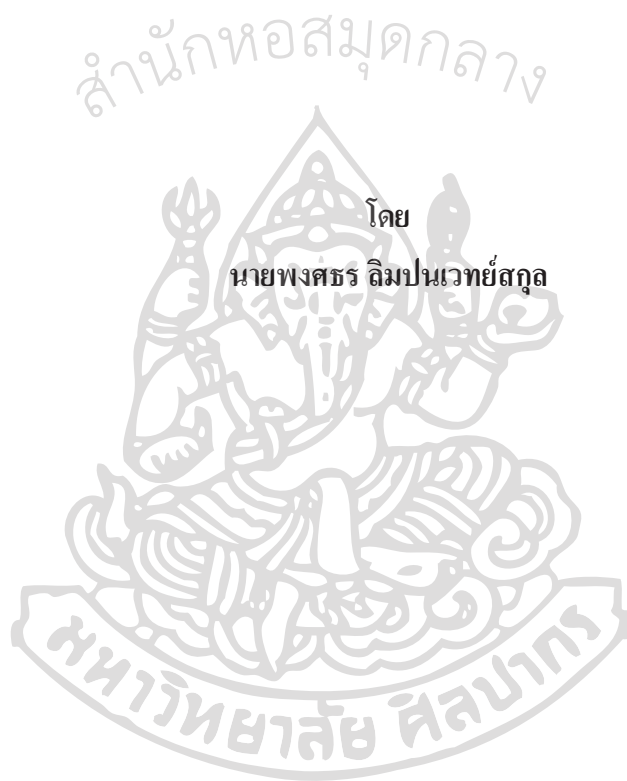 สำนักหอสมุดกลาง
โดย
นายพงศธร ลิมปนเวทย์สกุล
มหาวิทยาลัย ศิลปากร